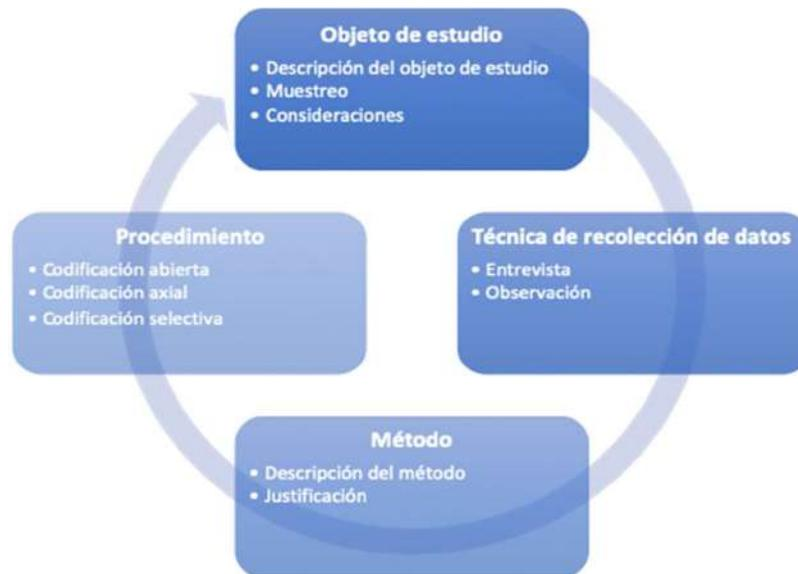 Objeto de estudio
• Descripción del objeto de estudio
• Muestreo
• Consideraciones
Técnica de recolección de datos
• Entrevista
• Observación
Método
• Descripción del método
• Justificación
Procedimiento
• Codificación abierta
• Codificación axial
• Codificación selectiva